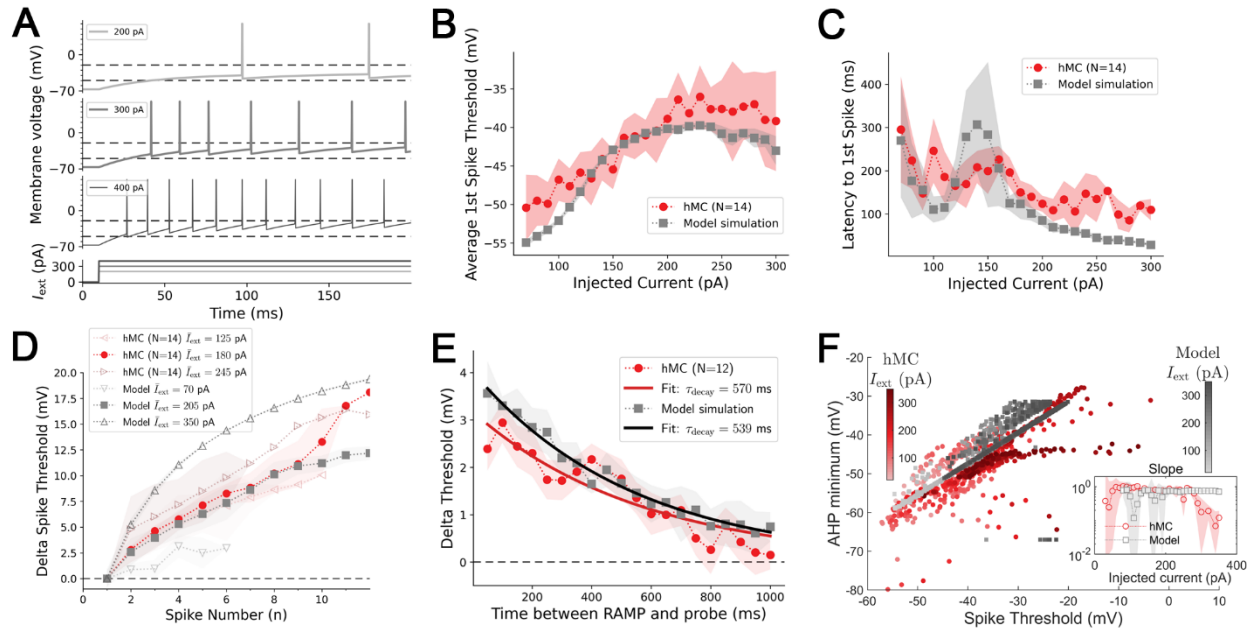 A
Membrane voltage (mV)
200 pA
0
−70
300 pA
0
−70
400 pA
0
−70
I_ext (pA)
300
0
0 50 100 150
Time (ms)
B
Average 1st Spike Threshold (mV)
−35
−40
−45
−50
−55
hMC (N=14)
Model simulation
100 150 200 250 300
Injected Current (pA)
C
Latency to 1st Spike (ms)
400
300
200
100
hMC (N=14)
Model simulation
100 150 200 250 300
Injected Current (pA)
D
hMC (N=14) Ī_ext = 125 pA
hMC (N=14) Ī_ext = 180 pA
hMC (N=14) Ī_ext = 245 pA
Model Ī_ext = 70 pA
Model Ī_ext = 205 pA
Model Ī_ext = 350 pA
Delta Spike Threshold (mV)
20.0
17.5
15.0
12.5
10.0
7.5
5.0
2.5
0.0
0 2 4 6 8 10
Spike Number (n)
E
Delta Threshold (mV)
4
3
2
1
0
hMC (N=12)
Fit: τ_decay = 570 ms
Model simulation
Fit: τ_decay = 539 ms
200 400 600 800 1000
Time between RAMP and probe (ms)
F
AHP minimum (mV)
-20
-30
-40
-50
-60
-70
-80
hMC
I_ext (pA)
300
200
100
Model
I_ext (pA)
300
200
100
Slope
10^0
10^-2
hMC
Model
0 200 400
Injected current (pA)
-60 -50 -40 -30 -20 -10 0 10
Spike Threshold (mV)